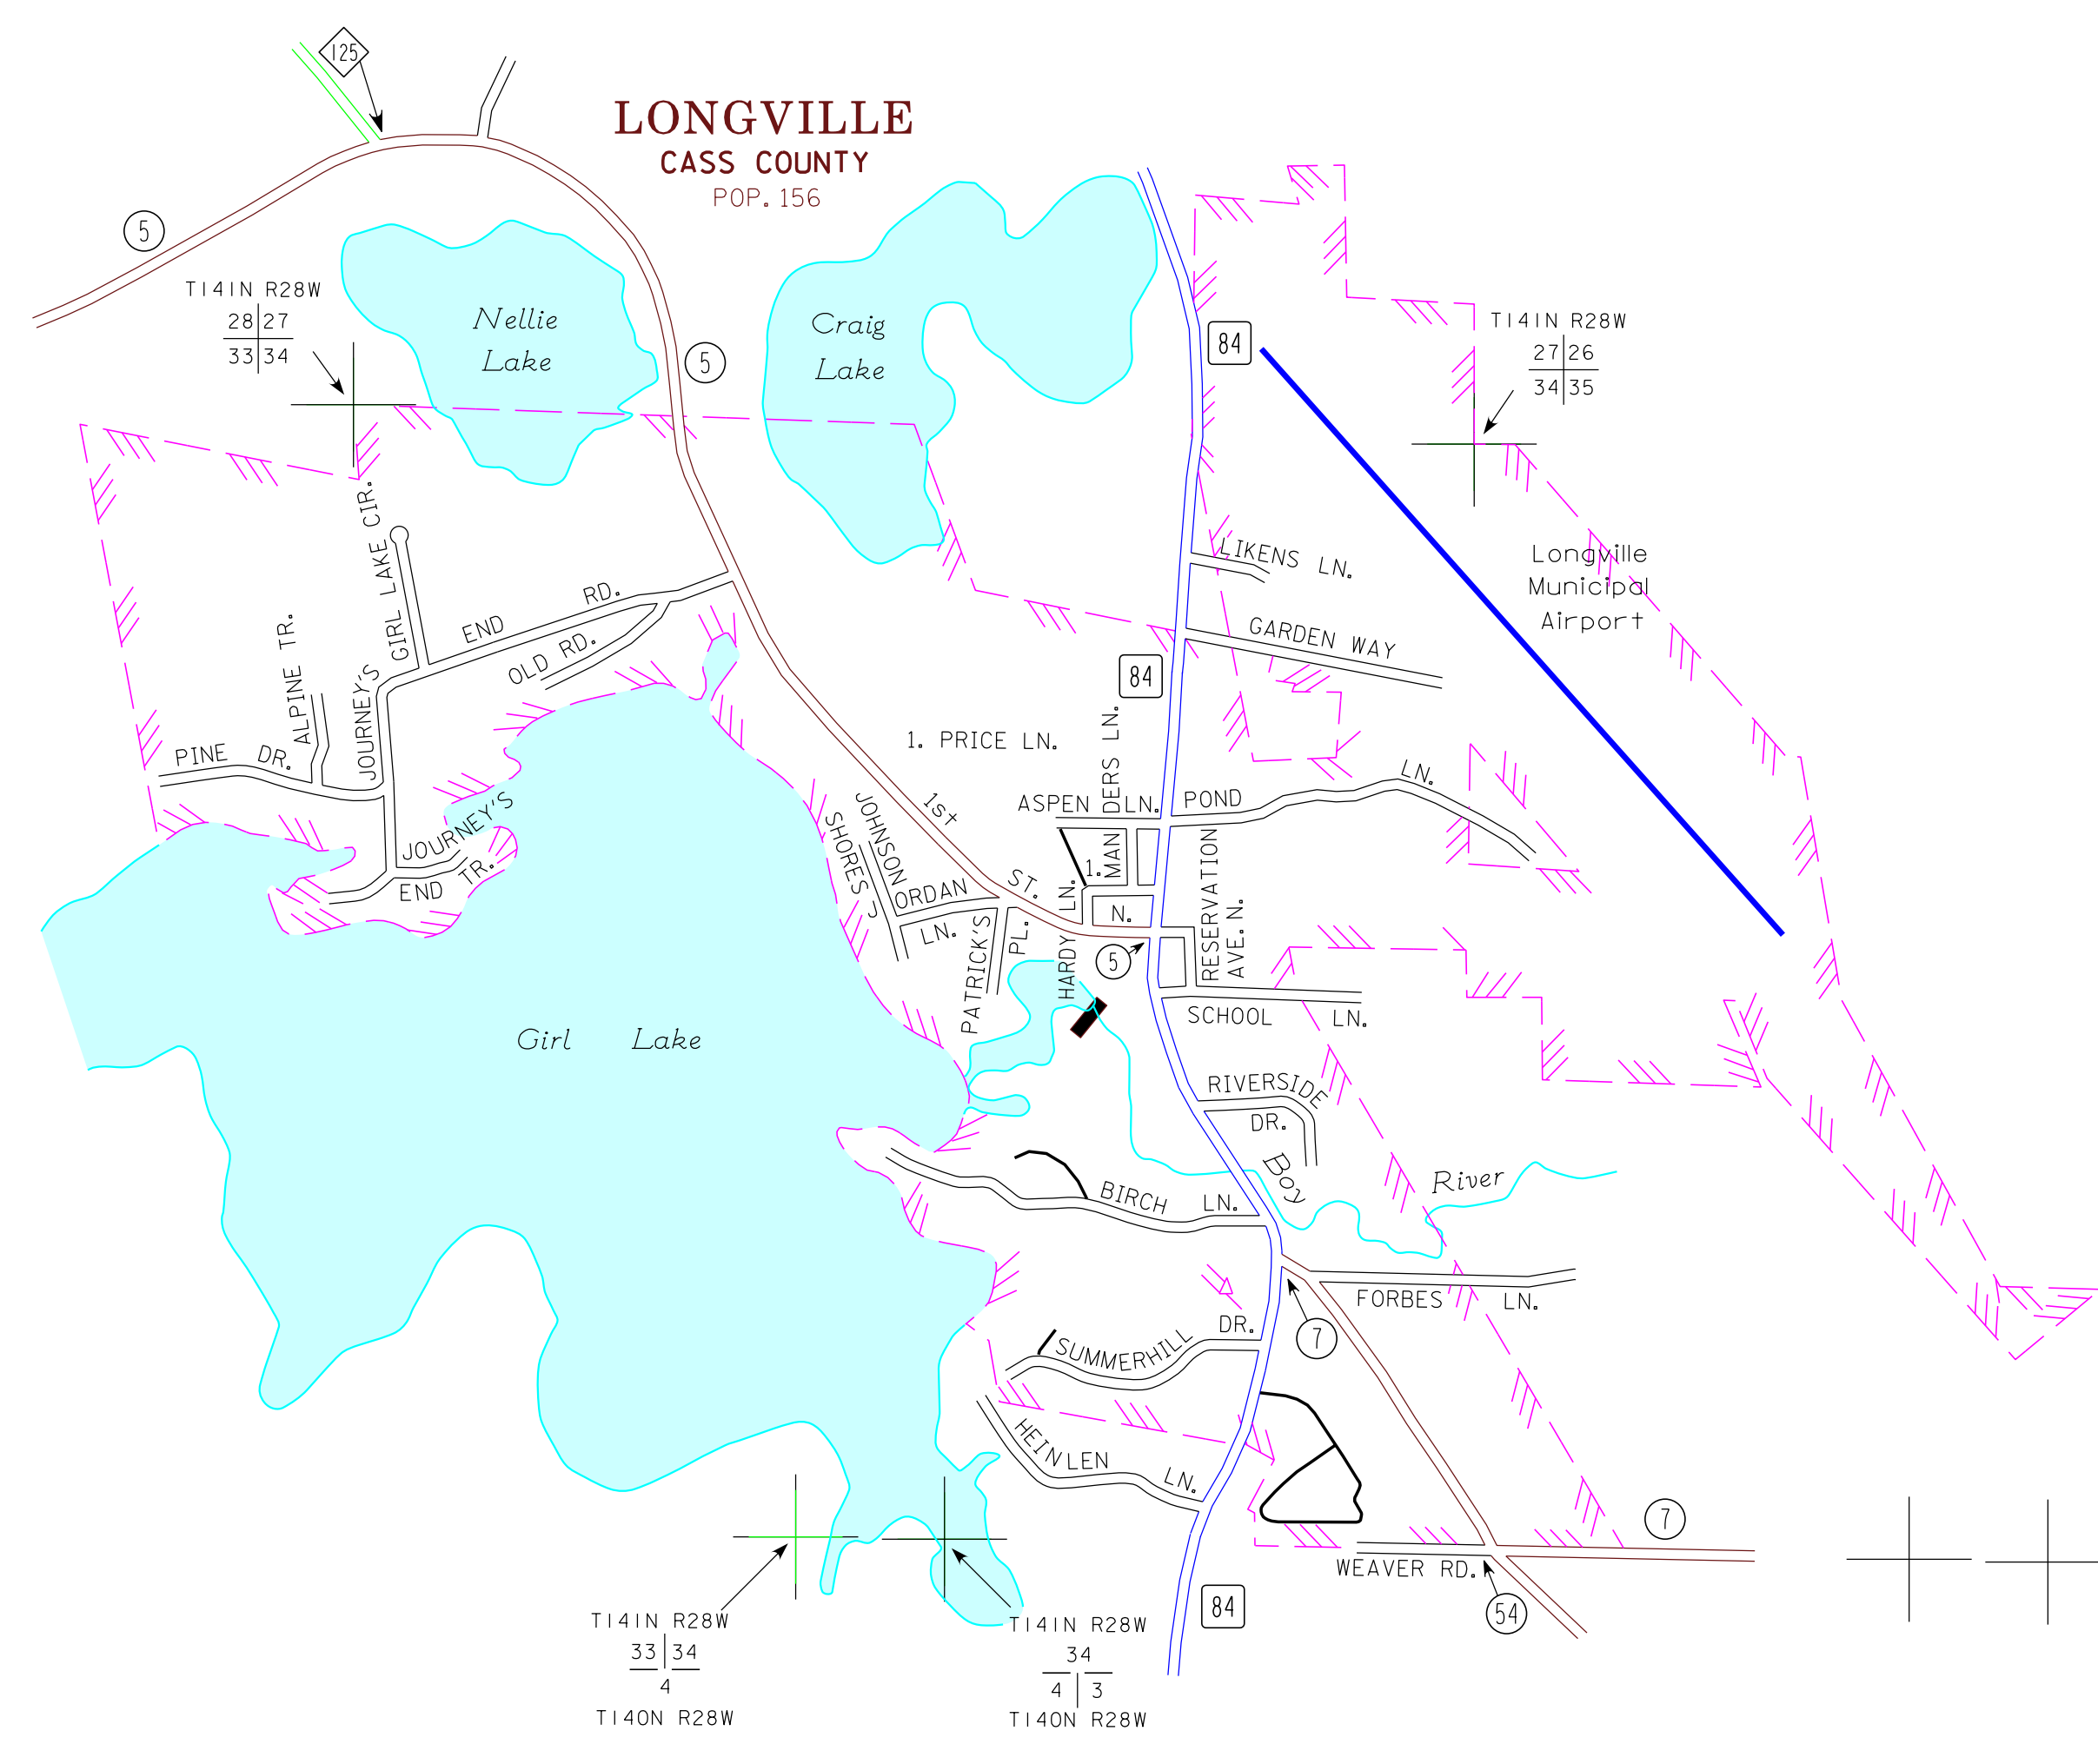 125
LONGVILLE
CASS COUNTY
POP. 156
5
T141N R28W
28 27
33 34
Nellie
Lake
5
Craig
Lake
84
T141N R28W
27 26
34 35
Longville
Municipal
Airport
GIRL LAKE CIR.
LIKENS LN.
END RD.
OLD RD.
GARDEN WAY
84
ALPINE TR.
JOURNEY'S
PINE DR.
1. PRICE LN.
DERS LN.
MAN
LN.
ASPEN LN.
POND
1st
ST.
JOURNEY'S
END TR.
SHORES
JOHNSON
JORDAN
LN.
1.
HARDY LN.
N.
RESERVATION
AVE. N.
PATRICK'S
PL.
5
SCHOOL LN.
Girl Lake
RIVERSIDE
DR.
Boy River
BIRCH LN.
FORBES LN.
7
SUMMERHILL DR.
HEINLEN LN.
7
WEAVER RD.
54
84
T141N R28W
33 34
4
T140N R28W
T141N R28W
34
4 3
T140N R28W